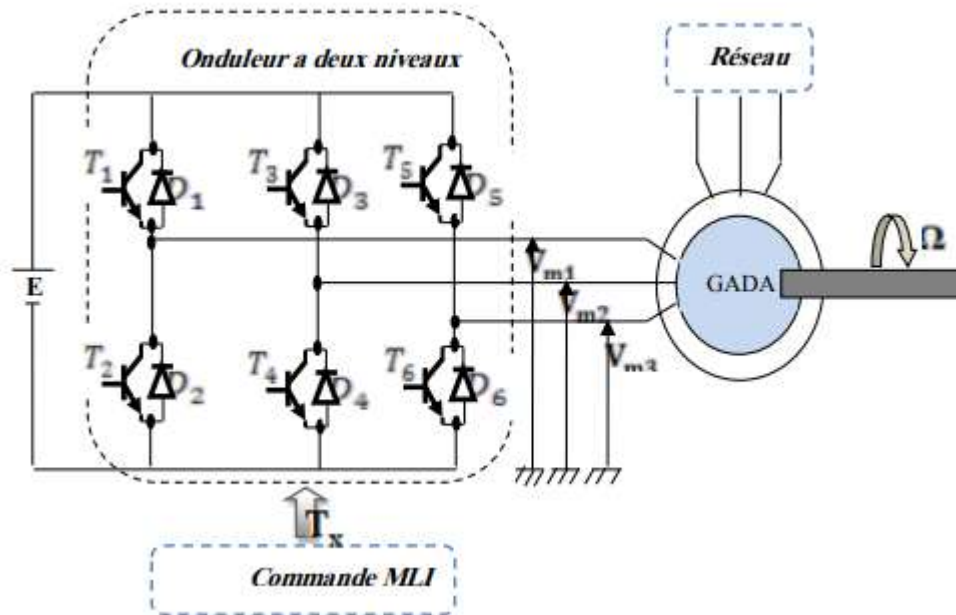 Onduleur a deux niveaux
Réseau
T1
D1
T3
D3
T5
D5
E
Vm1
Vm2
Vm3
GADA
Ω
T2
D2
T4
D4
T6
D6
Tx
Commande MLI